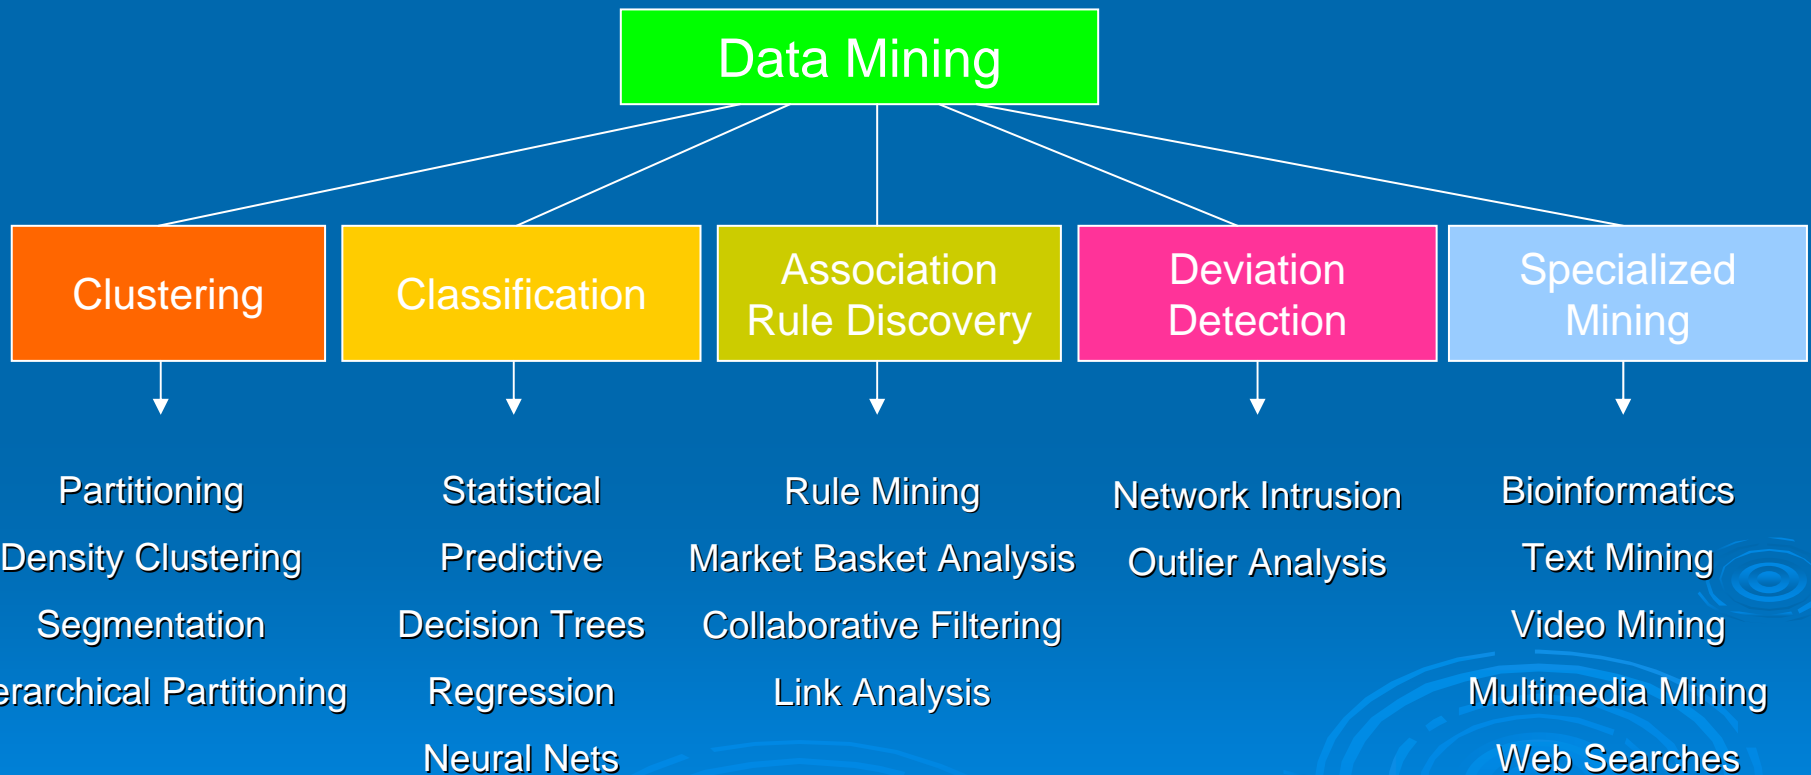 Data Mining
Clustering
Classification
Association
Rule Discovery
Deviation
Detection
Specialized
Mining
Partitioning
Density Clustering
Segmentation
erarchical Partitioning
Statistical
Predictive
Decision Trees
Regression
Neural Nets
Rule Mining
Market Basket Analysis
Collaborative Filtering
Link Analysis
Network Intrusion
Outlier Analysis
Bioinformatics
Text Mining
Video Mining
Multimedia Mining
Web Searches